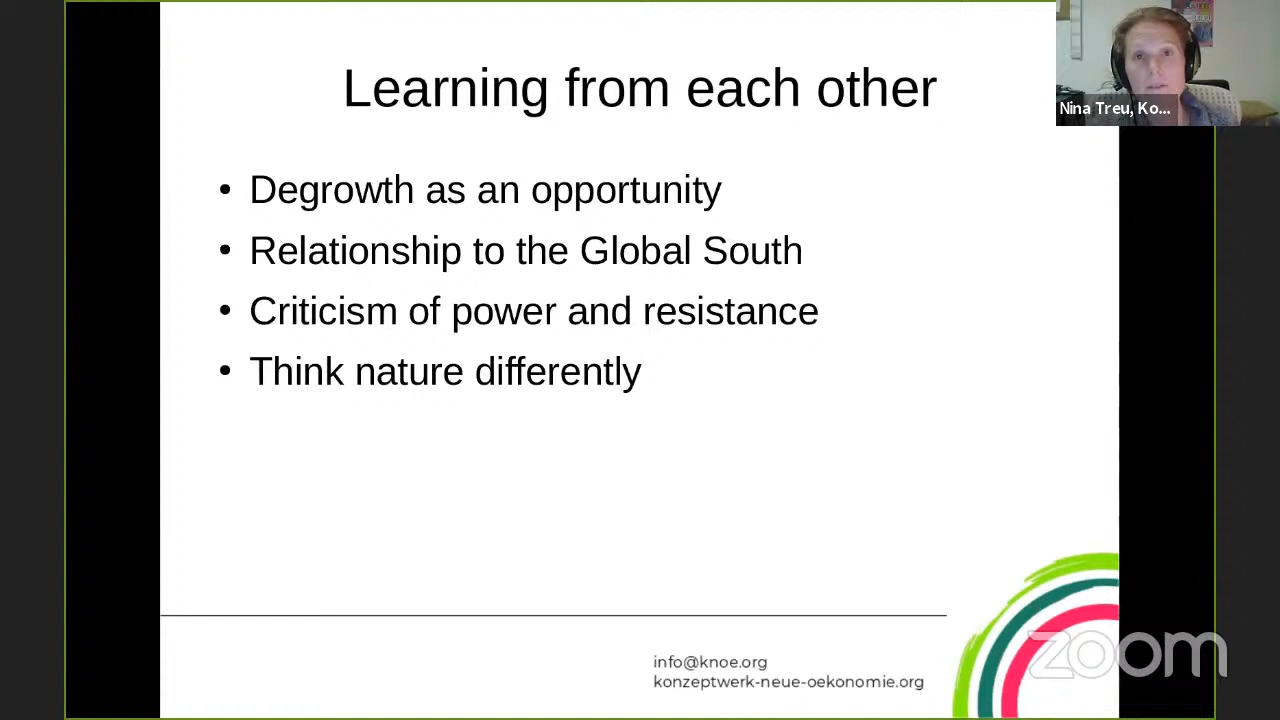 Learning from each other
Nina Treu, Ko...
• Degrowth as an opportunity
• Relationship to the Global South
• Criticism of power and resistance
• Think nature differently
info@knoe.org
konzeptwerk-neue-oekonomie.org
zoom